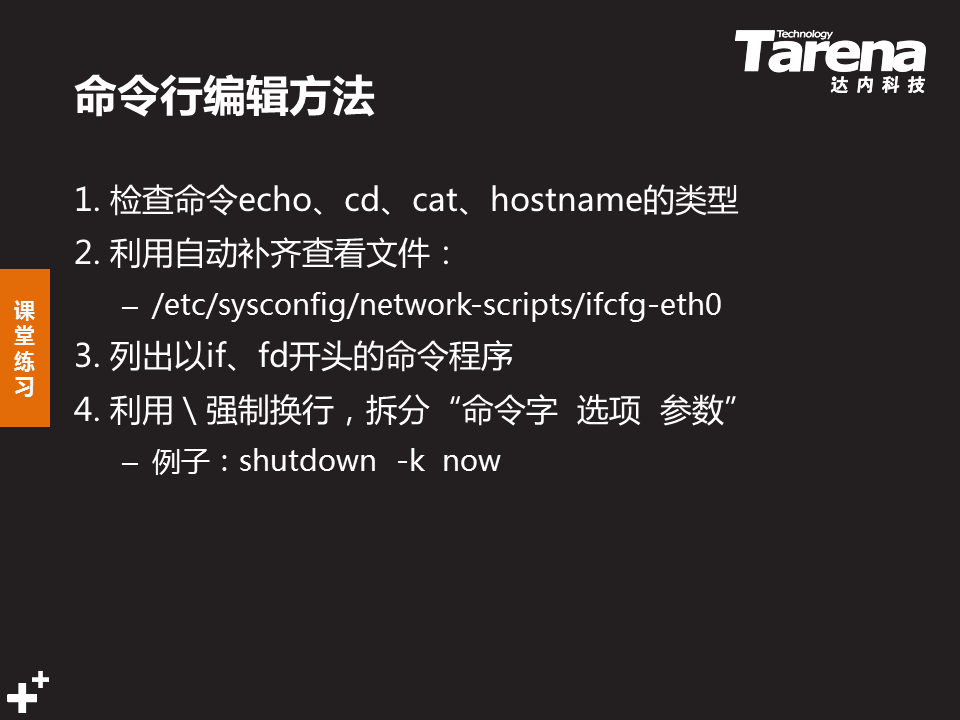 Technology
Tarena
达内科技
命令行编辑方法
1. 检查命令echo、cd、cat、hostname的类型
2. 利用自动补齐查看文件：
– /etc/sysconfig/network-scripts/ifcfg-eth0
课堂练习
3. 列出以if、fd开头的命令程序
4. 利用 \ 强制换行，拆分“命令字 选项 参数”
– 例子：shutdown -k now